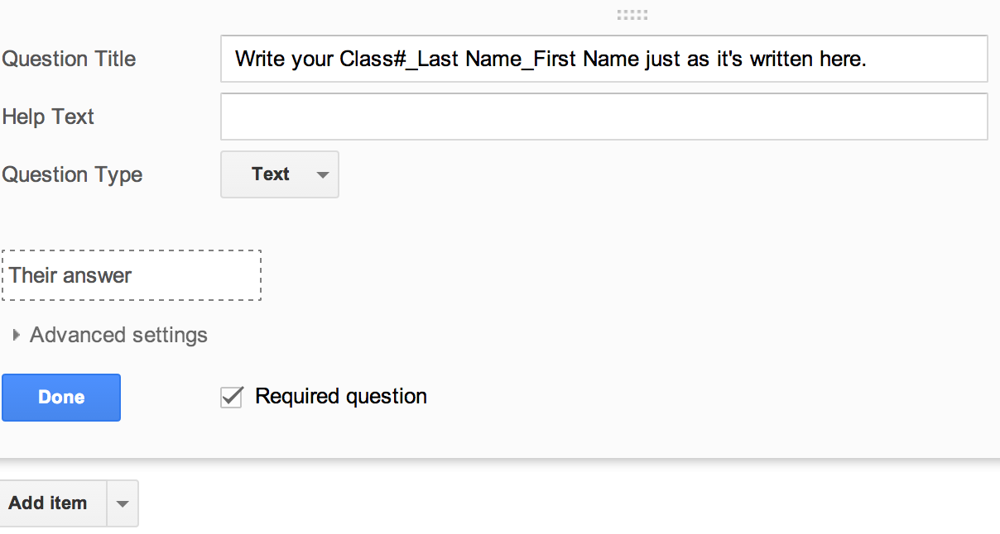 Question Title
Write your Class#_Last Name_First Name just as it's written here.
Help Text
Question Type
Text
Their answer
Advanced settings
Done
Required question
Add item